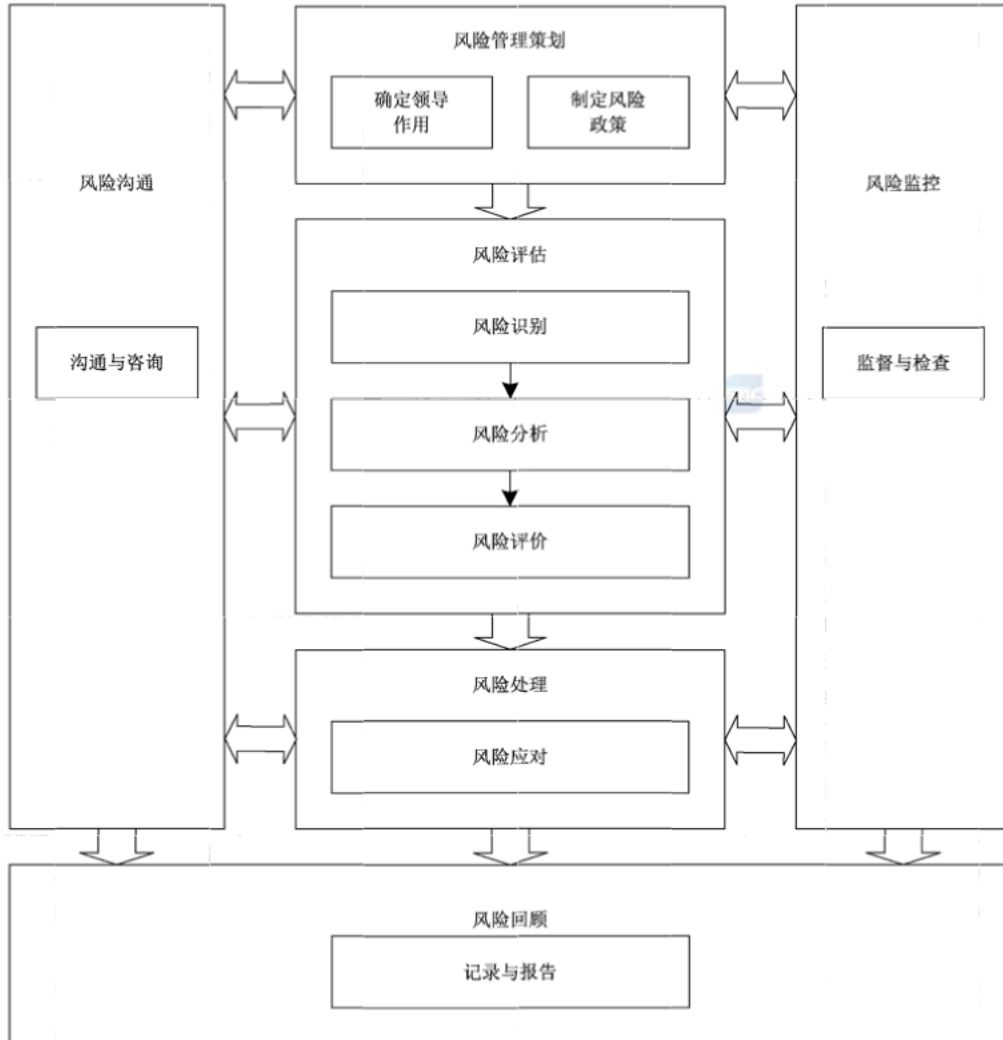 风险管理策划
确定领导
作用
制定风险
政策
风险沟通
风险监控
风险评估
风险识别
沟通与咨询
监督与检查
风险分析
风险评价
风险处理
风险应对
风险回顾
记录与报告